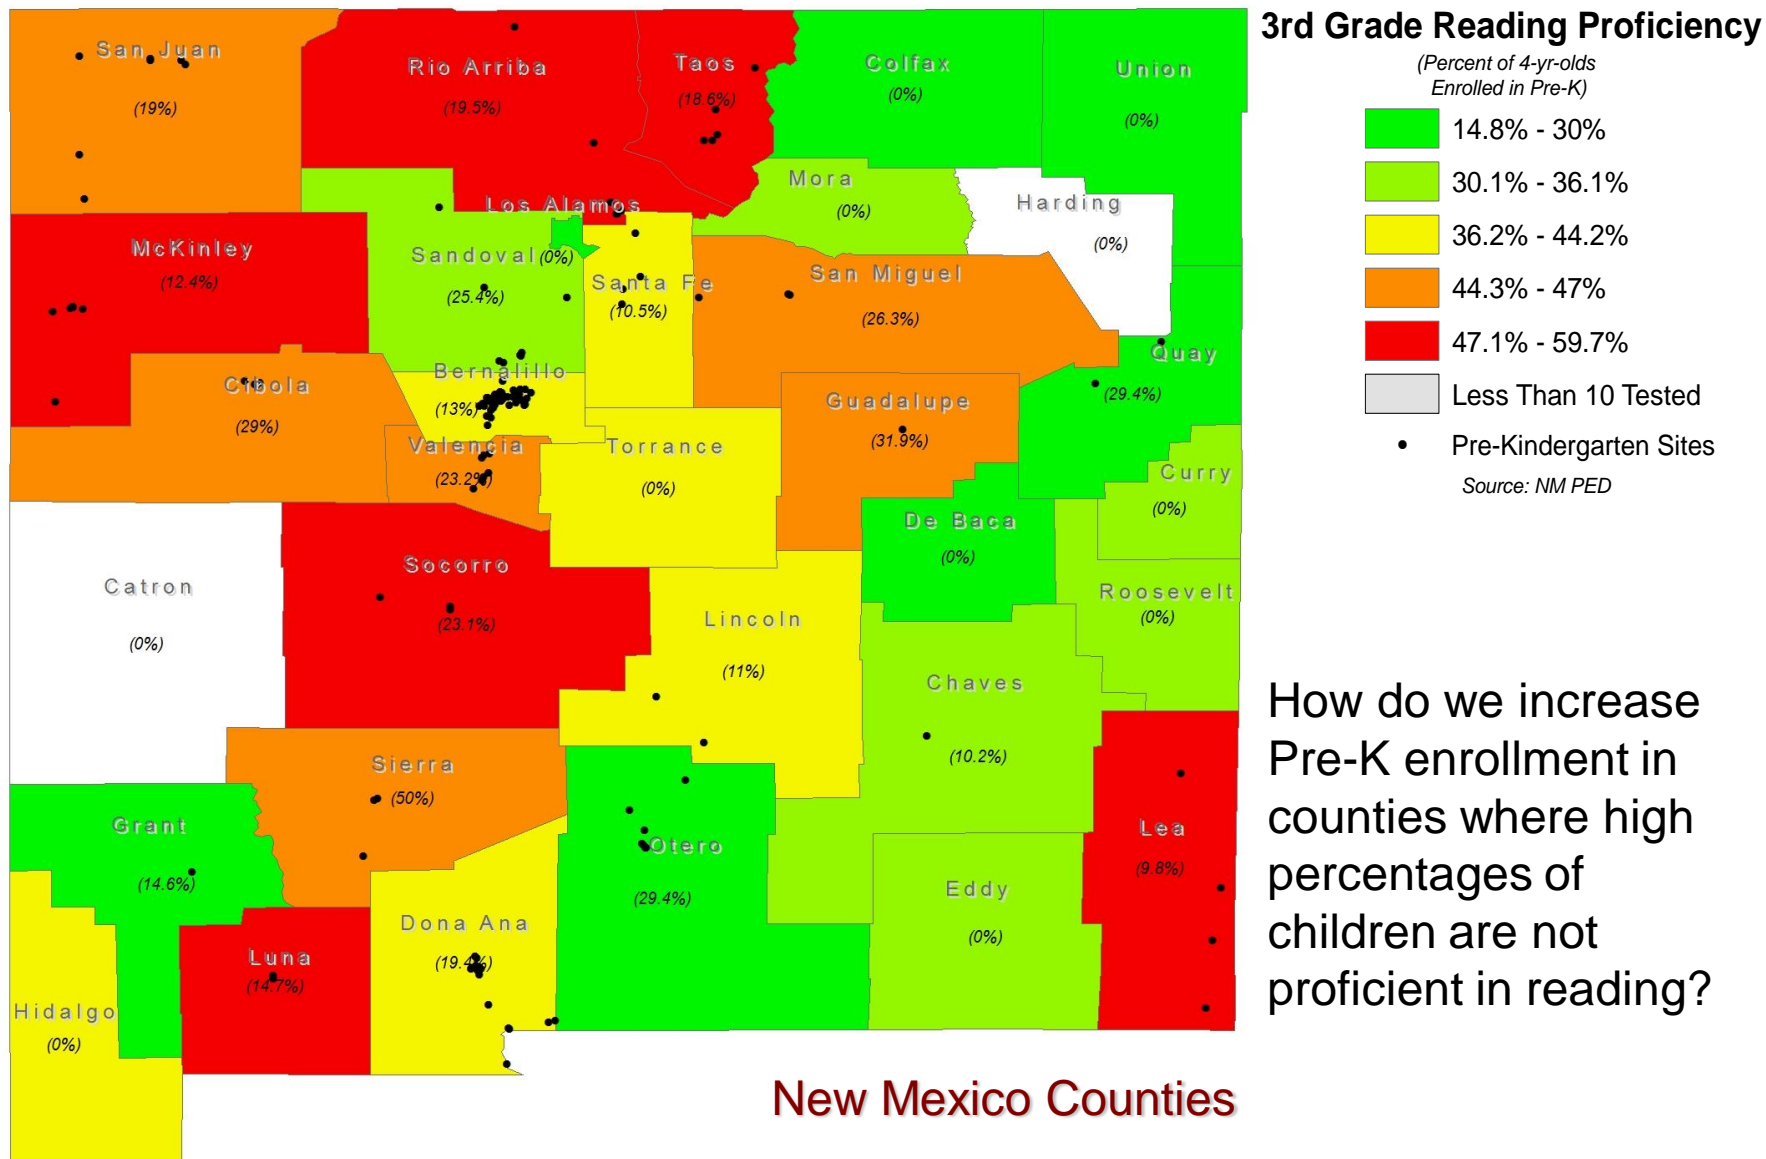 San Juan
(19%)
Rio Arriba
(19.5%)
Taos
(18.6%)
Colfax
(0%)
Union
(0%)
Mora
(0%)
Harding
(0%)
Los Alamos
(0%)
McKinley
(12.4%)
Sandoval
(25.4%)
Santa Fe
(10.5%)
San Miguel
(26.3%)
Quay
(29.4%)
Cibola
(29%)
Bernalillo
(13%)
Guadalupe
(31.9%)
Valencia
(23.2%)
Torrance
(0%)
Curry
(0%)
De Baca
(0%)
Catron
(0%)
Socorro
(23.1%)
Roosevelt
(0%)
Lincoln
(11%)
Chaves
(10.2%)
Sierra
(50%)
Grant
(14.6%)
Otero
(29.4%)
Lea
(9.8%)
Eddy
(0%)
Dona Ana
(19.4%)
Luna
(14.7%)
Hidalgo
(0%)
New Mexico Counties
3rd Grade Reading Proficiency
(Percent of 4-yr-olds
Enrolled in Pre-K)
14.8% - 30%
30.1% - 36.1%
36.2% - 44.2%
44.3% - 47%
47.1% - 59.7%
Less Than 10 Tested
Pre-Kindergarten Sites
Source: NM PED
How do we increase
Pre-K enrollment in
counties where high
percentages of
children are not
proficient in reading?